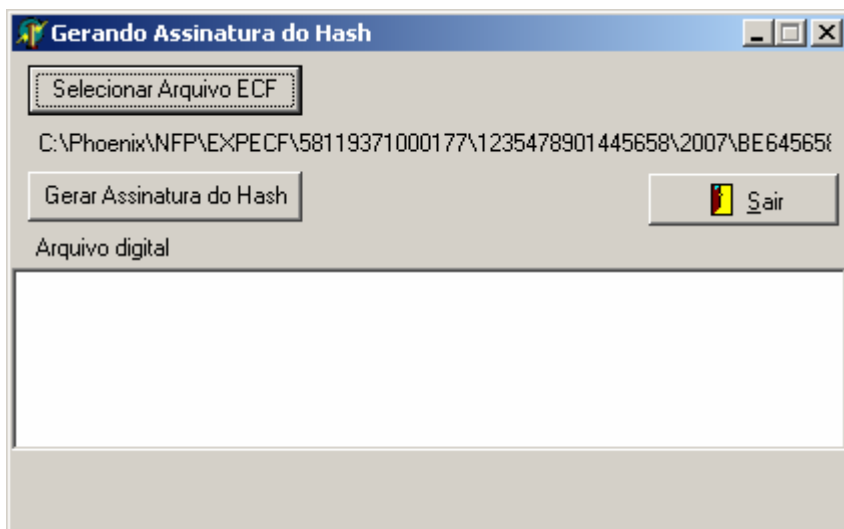 Gerando Assinatura do Hash
Selecionar Arquivo ECF
C:\Phoenix\NFP\EXPECF\58119371000177\1235478901445658\2007\BE645658
Gerar Assinatura do Hash
Sair
Arquivo digital